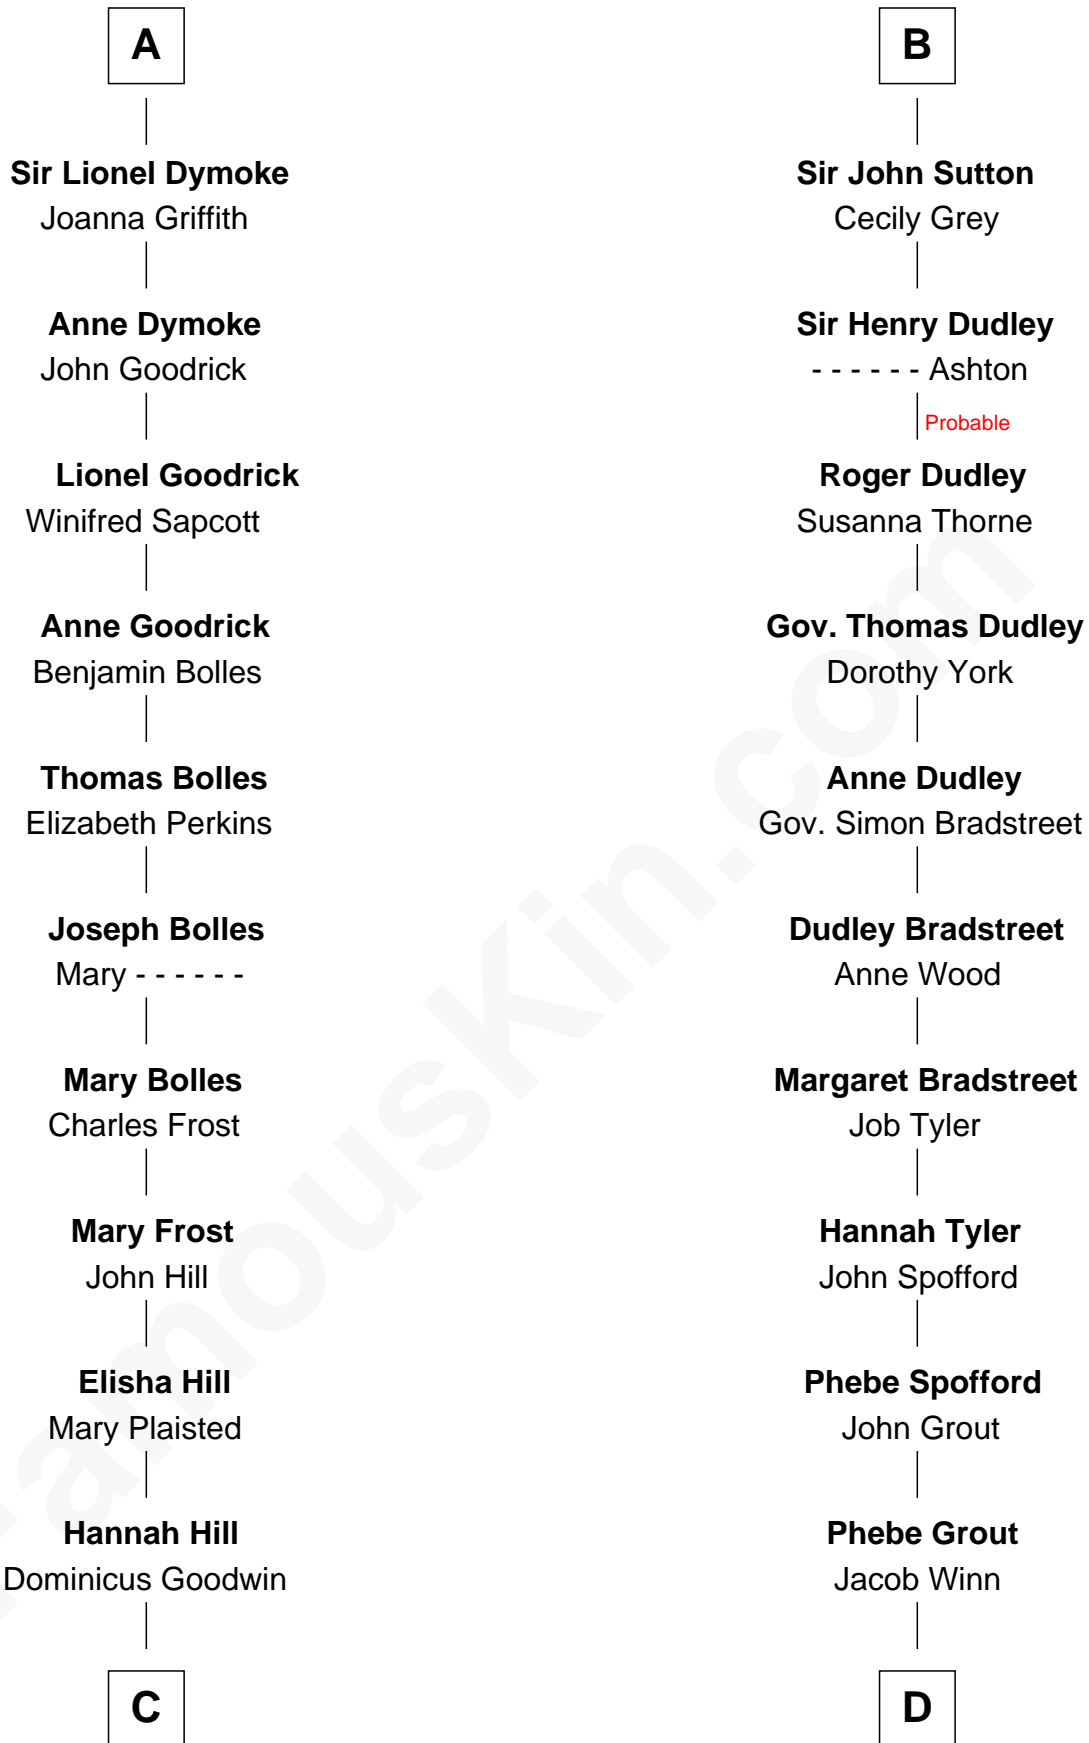 A
Sir Lionel Dymoke
Joanna Griffith
Anne Dymoke
John Goodrick
Lionel Goodrick
Winifred Sapcott
Anne Goodrick
Benjamin Bolles
Thomas Bolles
Elizabeth Perkins
Joseph Bolles
Mary - - - - - -
Mary Bolles
Charles Frost
Mary Frost
John Hill
Elisha Hill
Mary Plaisted
Hannah Hill
Dominicus Goodwin
C
B
Sir John Sutton
Cecily Grey
Sir Henry Dudley
- - - - - - Ashton
Probable
Roger Dudley
Susanna Thorne
Gov. Thomas Dudley
Dorothy York
Anne Dudley
Gov. Simon Bradstreet
Dudley Bradstreet
Anne Wood
Margaret Bradstreet
Job Tyler
Hannah Tyler
John Spofford
Phebe Spofford
John Grout
Phebe Grout
Jacob Winn
D
FamousKin.com